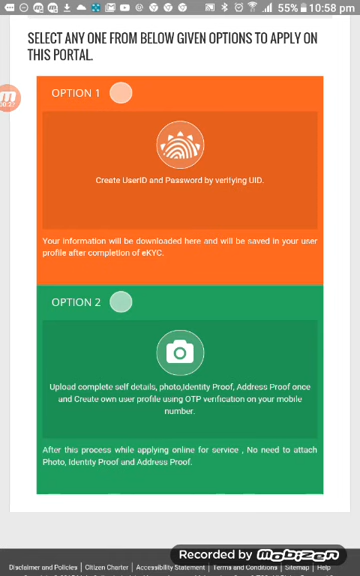 55% 10:58 pm
SELECT ANY ONE FROM BELOW GIVEN OPTIONS TO APPLY ON
THIS PORTAL.
OPTION 1
Create UserID and Password by verifying UID.
Your information will be downloaded here and will be saved in your user
profile after completion of eKYC.
OPTION 2
Upload complete self details, photo,Identity Proof, Address Proof once
and Create own user profile using OTP verification on your mobile
number.
After this process while applying online for service , No need to attach
Photo, Identity Proof and Address Proof.
Disclaimer and Policies | Citizen Charter | Accessibility Statement | Terms and Conditions | Sitemap | Help
Recorded by Mobizen